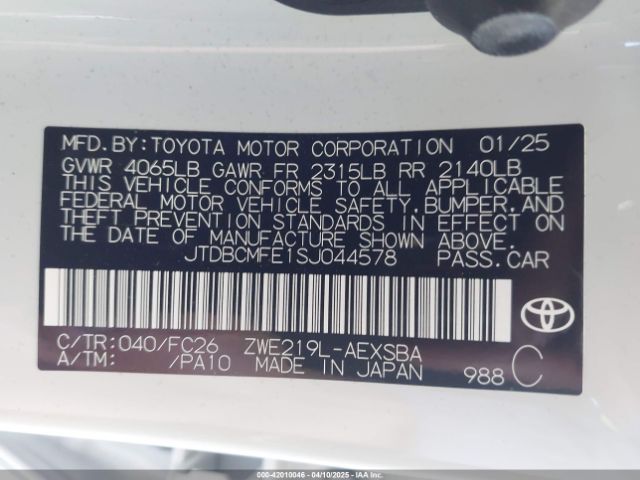 MFD.BY:TOYOTA MOTOR CORPORATION 01/25
GVWR 4065LB GAWR FR 2315LB RR 2140LB
THIS VEHICLE CONFORMS TO ALL APPLICABLE
FEDERAL MOTOR VEHICLE SAFETY,BUMPER,AND
THEFT PREVENTION STANDARDS IN EFFECT ON
THE DATE OF MANUFACTURE SHOWN ABOVE.
JTDBCMFE1SJ044578 PASS.CAR
C/TR:040/FC26 ZWE219L-AEXSBA
A/TM: /PA10 MADE IN JAPAN 988 C
TOYOTA
000-42010046 - 04/10/2025 - IAAI.COM